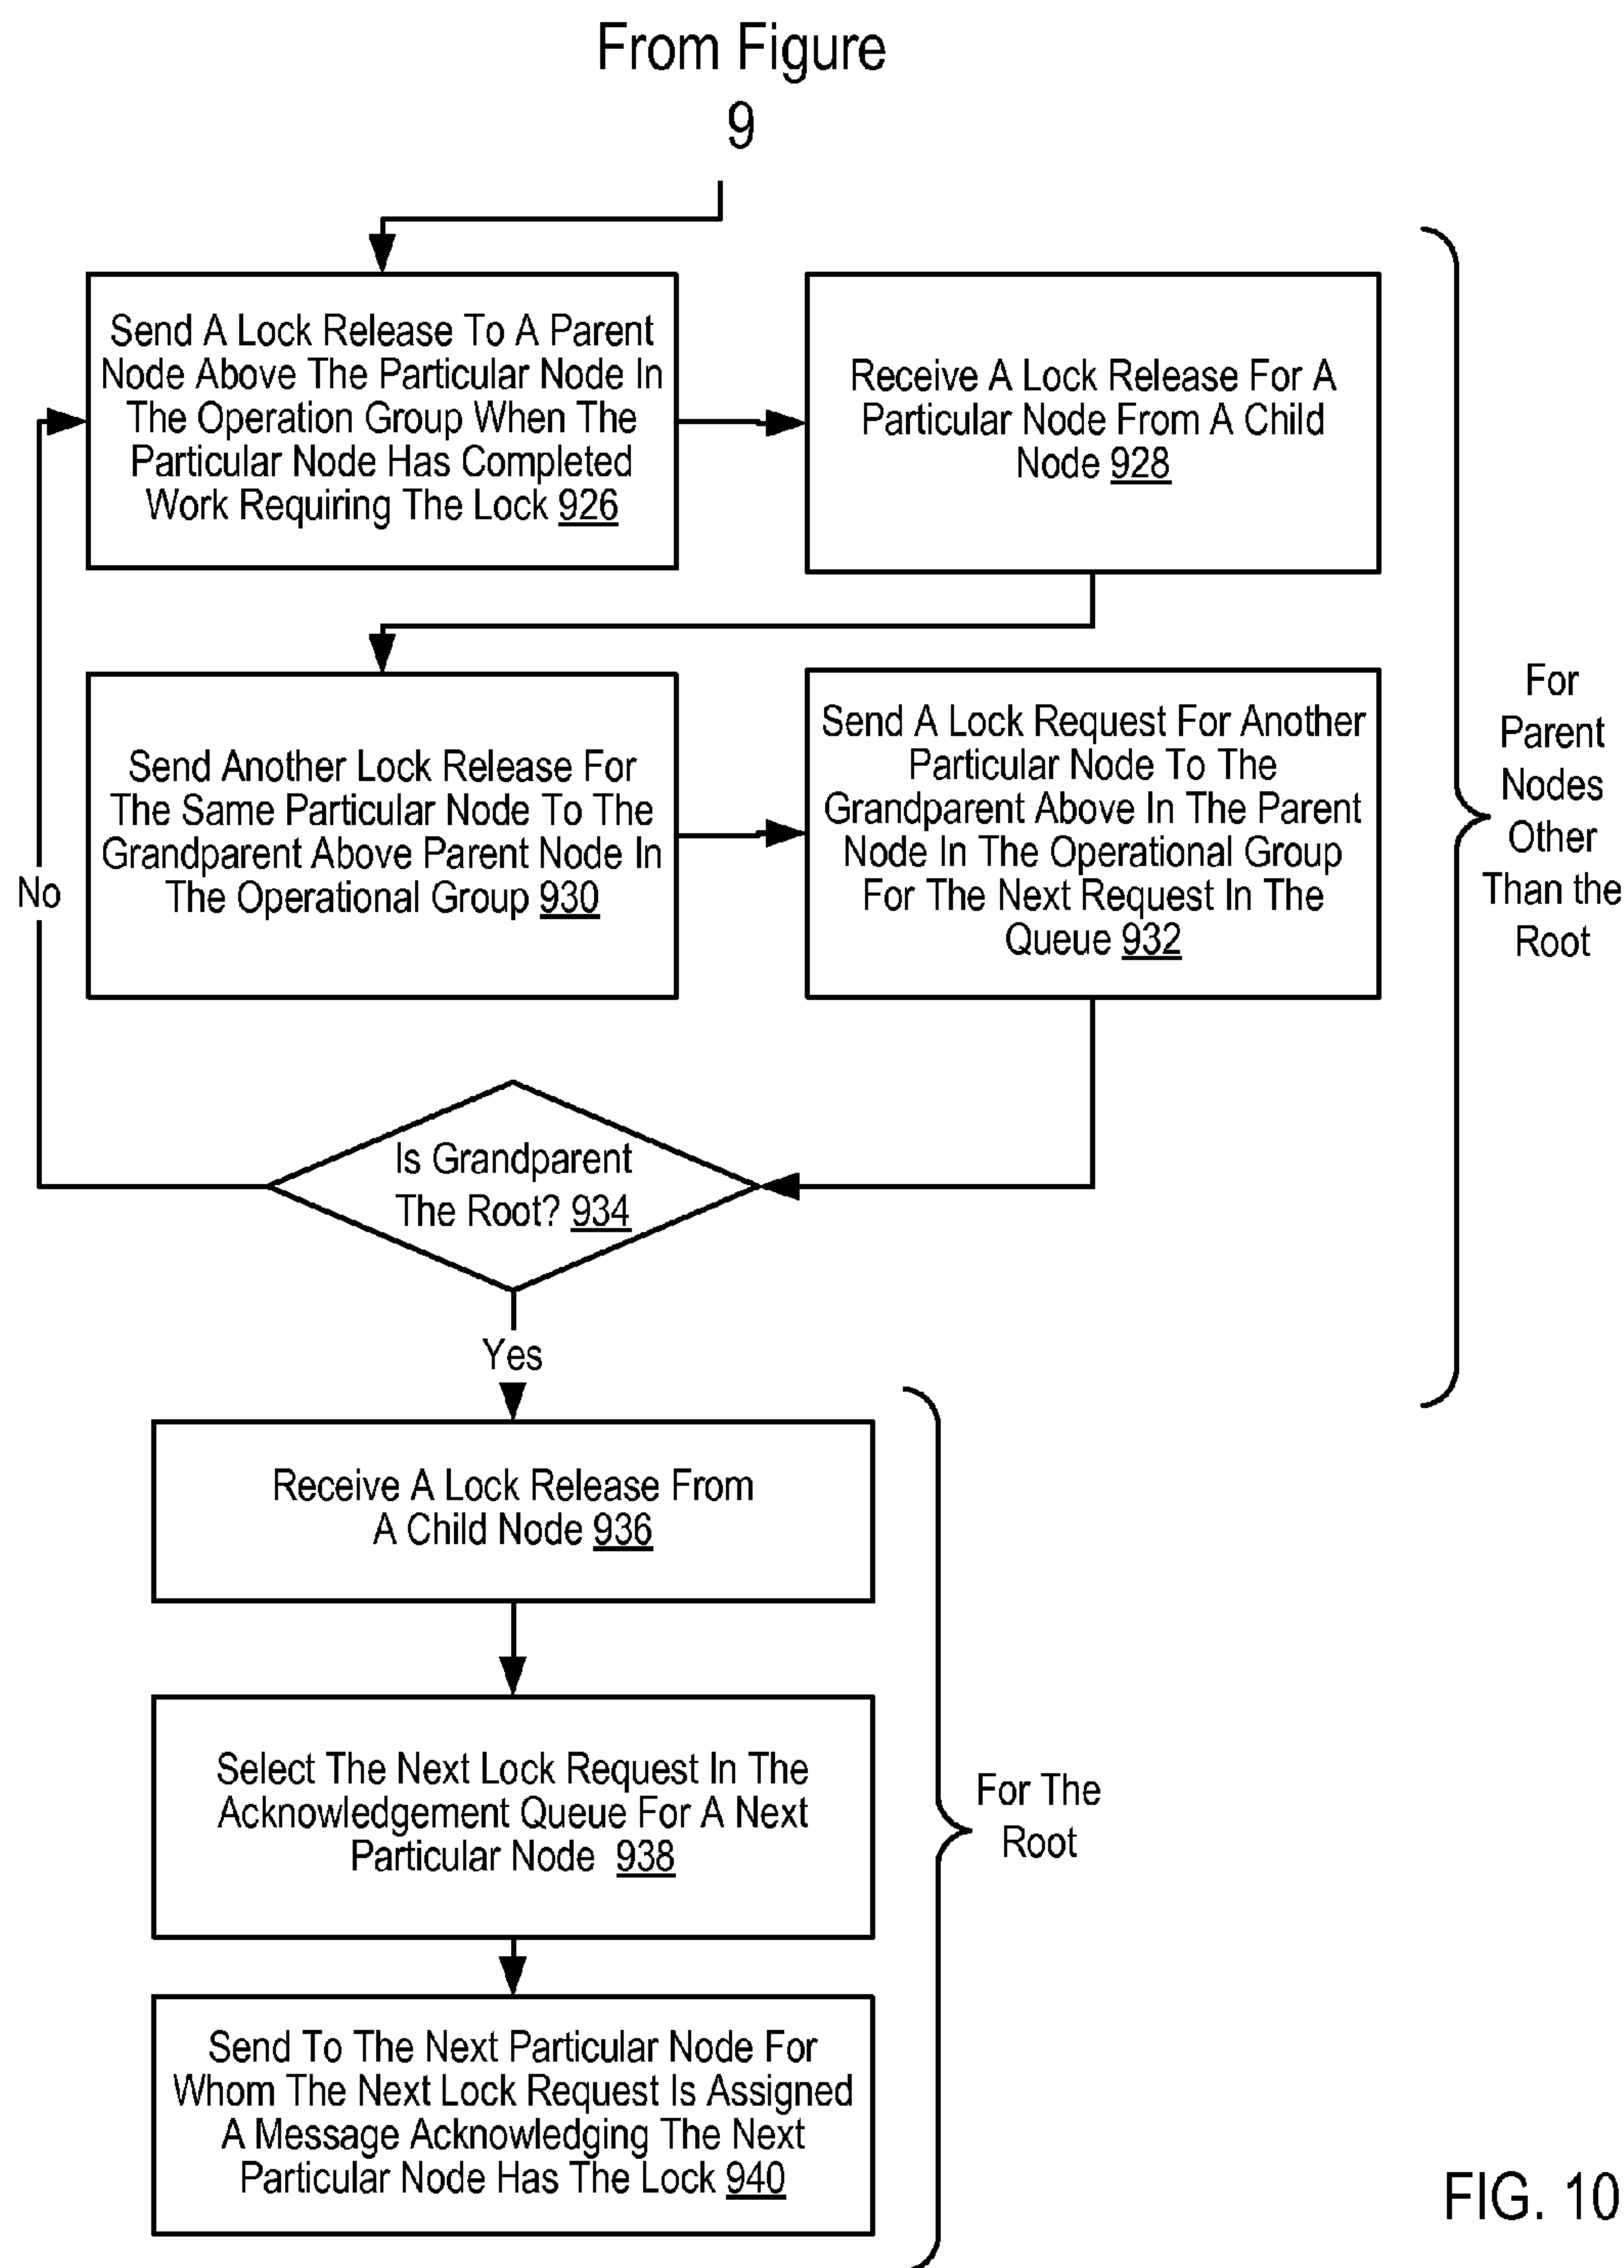 From Figure
9
Send A Lock Release To A Parent
Node Above The Particular Node In
The Operation Group When The
Particular Node Has Completed
Work Requiring The Lock 926
Receive A Lock Release For A
Particular Node From A Child
Node 928
Send Another Lock Release For
The Same Particular Node To The
Grandparent Above Parent Node In
The Operational Group 930
Send A Lock Request For Another
Particular Node To The
Grandparent Above In The Parent
Node In The Operational Group
For The Next Request In The
Queue 932
For
Parent
Nodes
Other
Than the
Root
No
Is Grandparent
The Root? 934
Yes
Receive A Lock Release From
A Child Node 936
Select The Next Lock Request In The
Acknowledgement Queue For A Next
Particular Node 938
For The
Root
Send To The Next Particular Node For
Whom The Next Lock Request Is Assigned
A Message Acknowledging The Next
Particular Node Has The Lock 940
FIG. 10